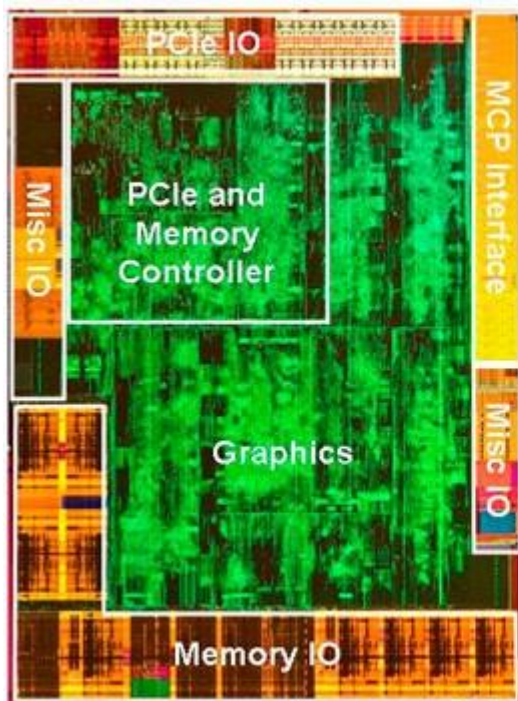 PCIe IO
MCP Interface
Misc IO
PCIe and
Memory
Controller
Misc IO
Graphics
Memory IO